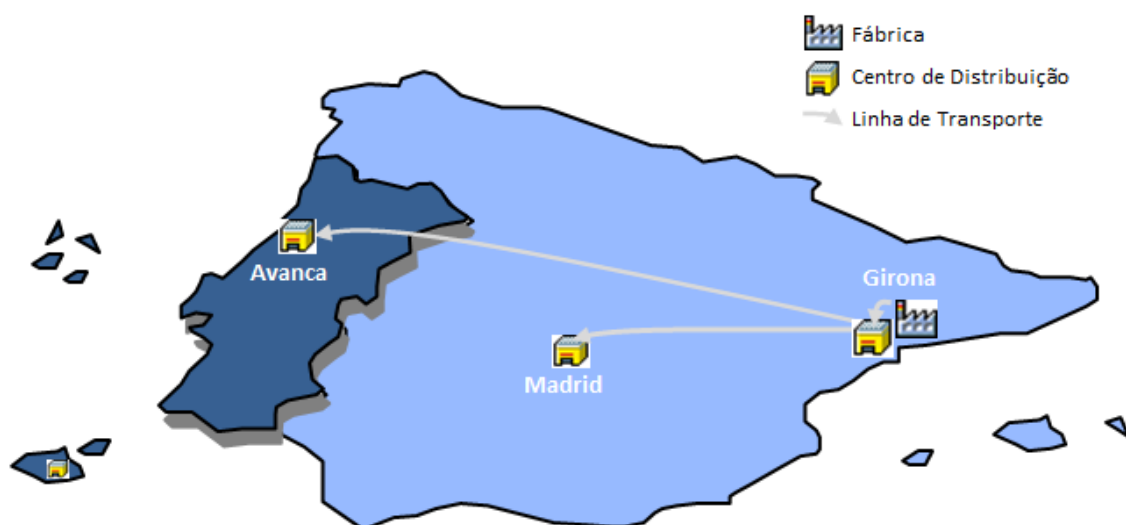 Fábrica
Centro de Distribuição
Linha de Transporte
Avanca
Girona
Madrid